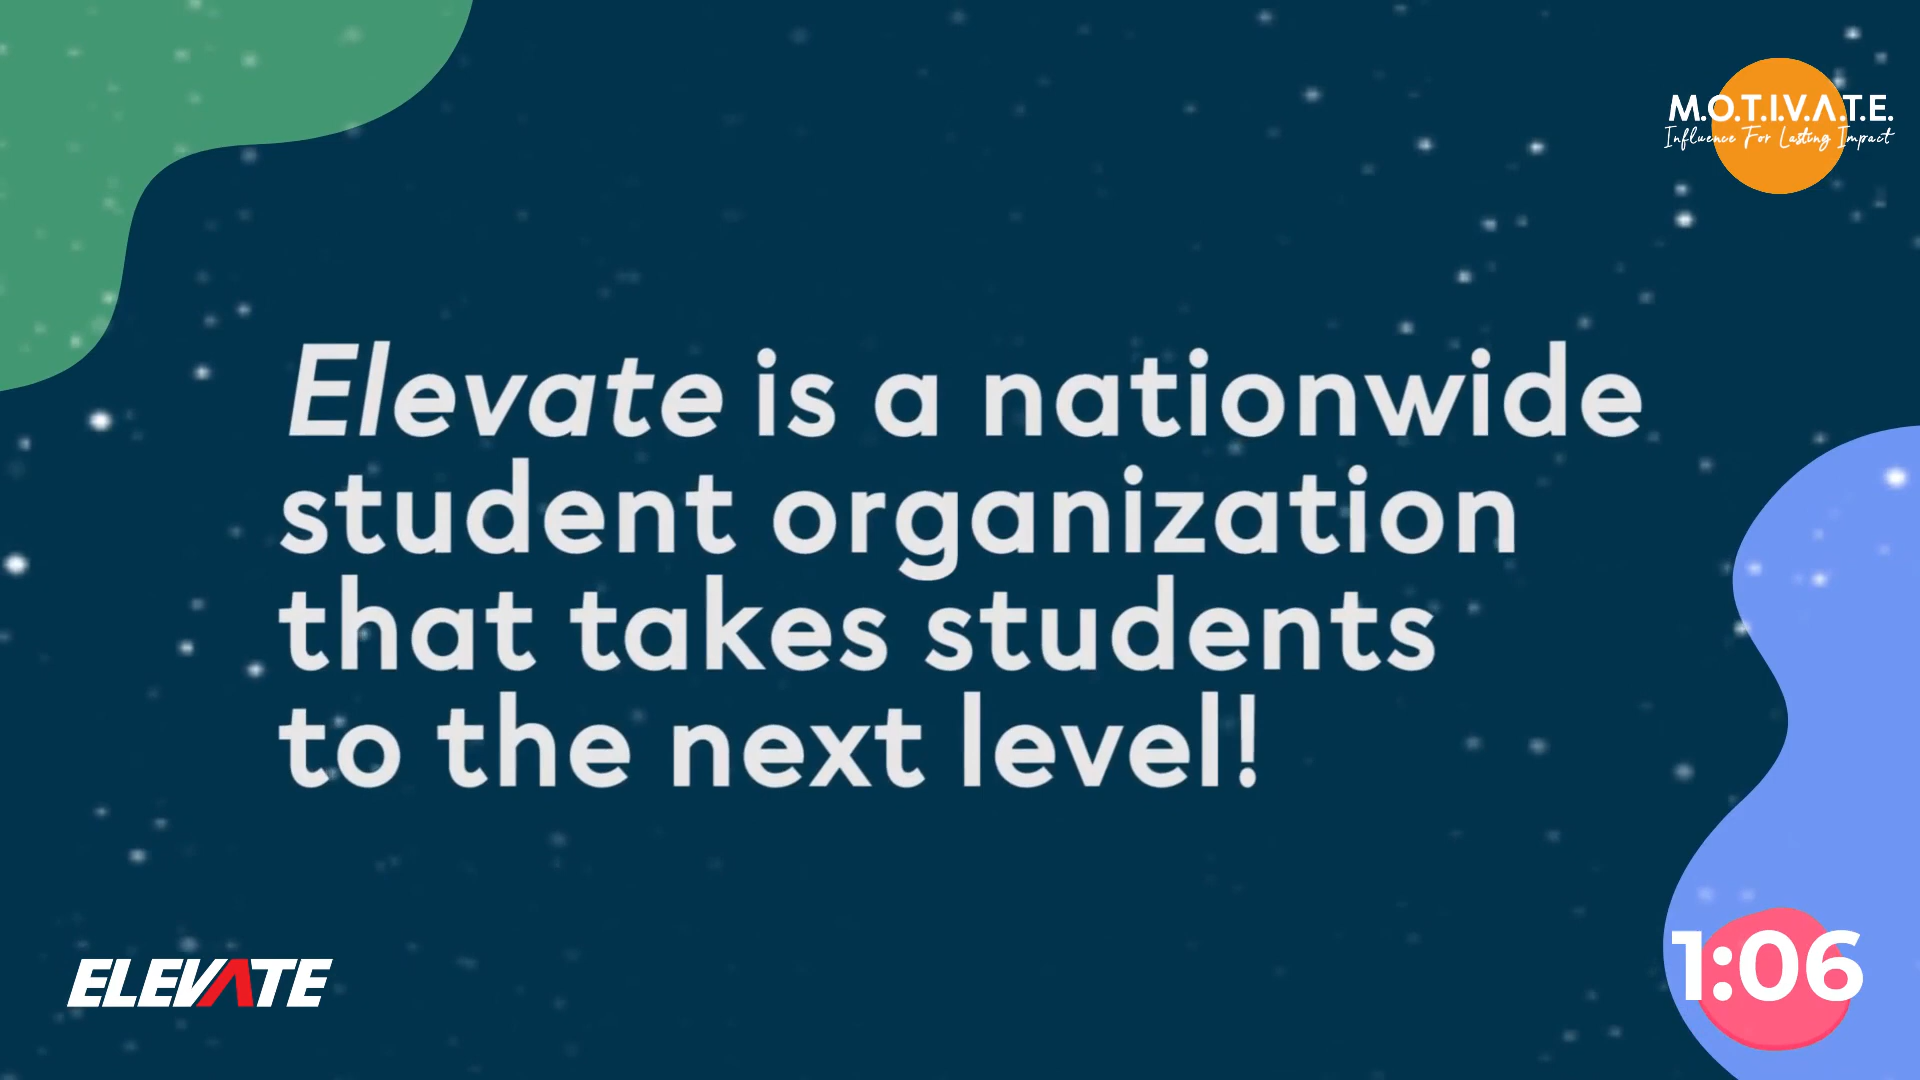 M.O.T.I.V.A.T.E.
Influence For Lasting Impact
Elevate is a nationwide
student organization
that takes students
to the next level!
ELEVATE
1:06